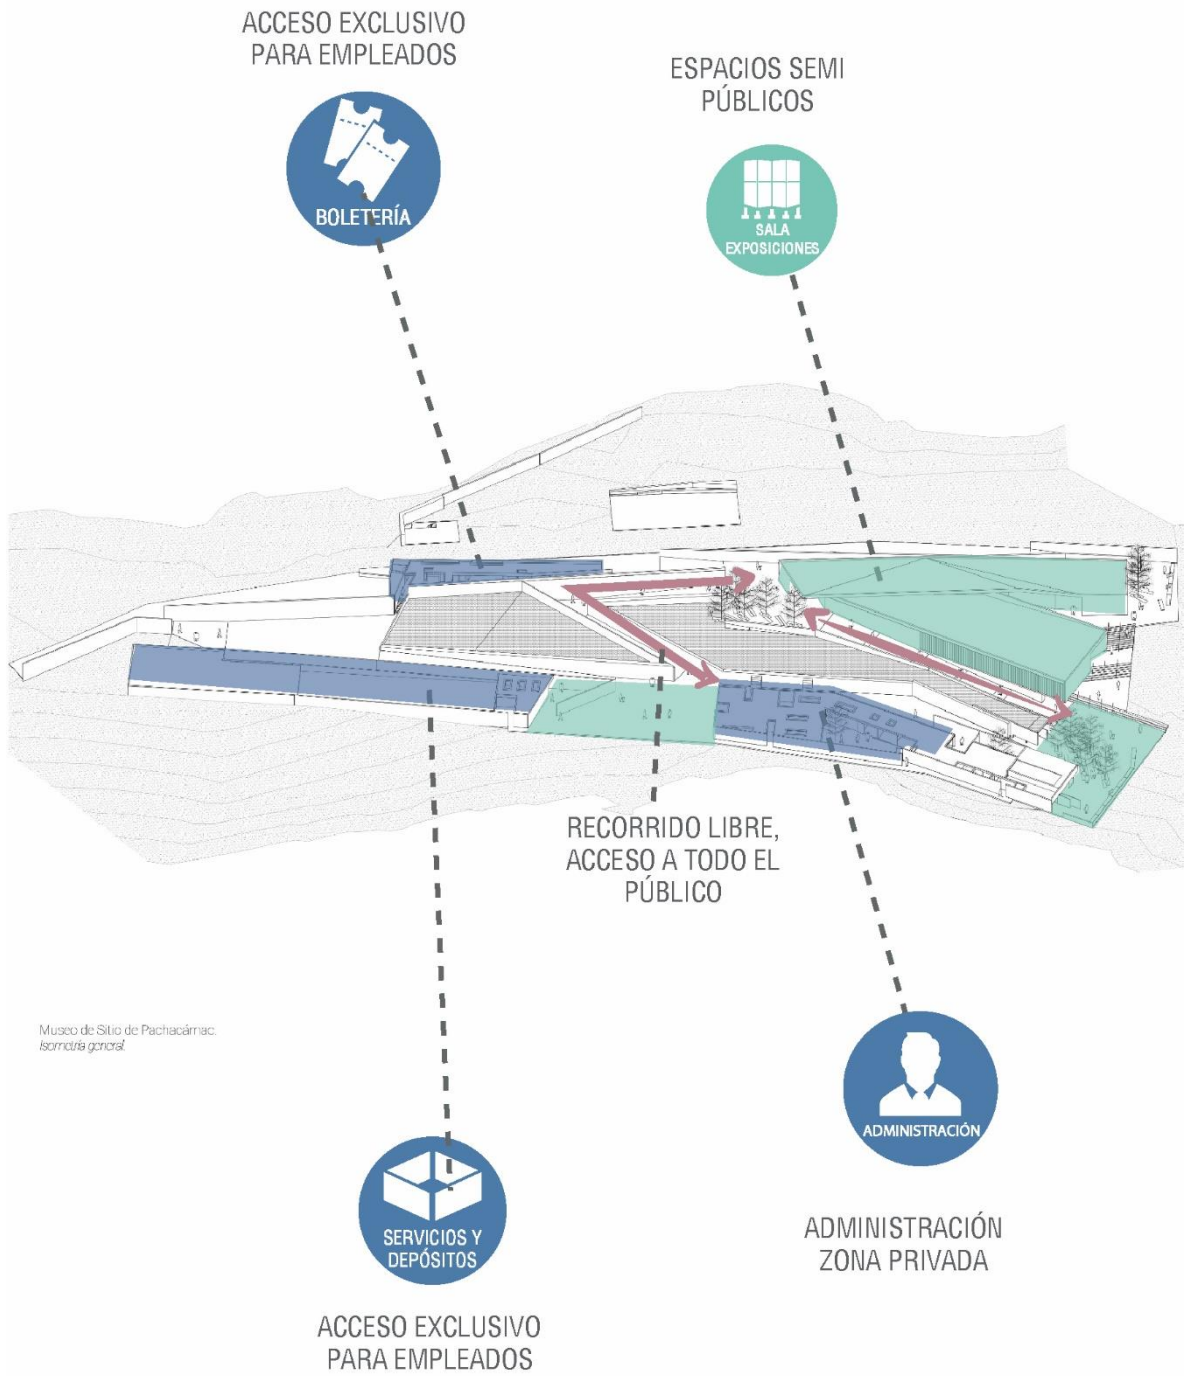 ACCESO EXCLUSIVO
PARA EMPLEADOS
BOLETERÍA
ESPACIOS SEMI
PÚBLICOS
SALA
EXPOSICIONES
RECORRIDO LIBRE,
ACCESO A TODO EL
PÚBLICO
Museo de Sitio de Pachacámac.
Isometría general.
ADMINISTRACIÓN
ADMINISTRACIÓN
ZONA PRIVADA
SERVICIOS Y
DEPÓSITOS
ACCESO EXCLUSIVO
PARA EMPLEADOS